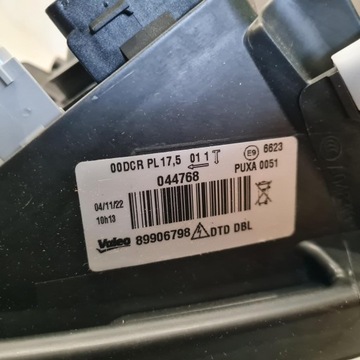 00DCR PL17,5 01 1 T E9 6623
PUXA 0051
044768
04/11/22
10h13
Valeo 89906798 DTD DBL